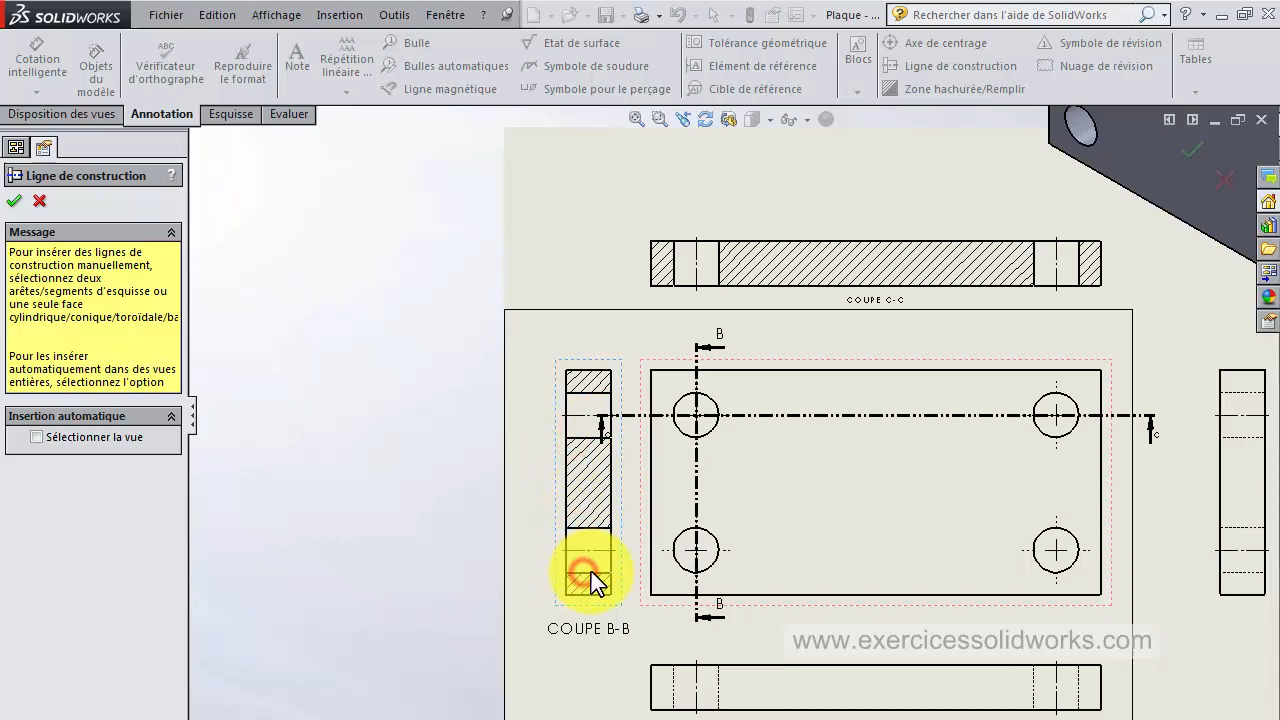 SOLIDWORKS
Fichier Edition Affichage Insertion Outils Fenêtre ?
Plaque - ...
Rechercher dans l'aide de SolidWorks
?
Cotation
intelligente
Objets
du
modèle
ABC
Vérificateur
d'orthographe
Reproduire
le format
A
Note
Répétition
linéaire ...
Bulle
Bulles automatiques
Ligne magnétique
Etat de surface
Symbole de soudure
Symbole pour le perçage
Tolérance géométrique
Elément de référence
Cible de référence
Blocs
Axe de centrage
Ligne de construction
Zone hachurée/Remplir
Symbole de révision
Nuage de révision
Tables
Disposition des vues Annotation Esquisse Evaluer
Ligne de construction ?
Message
Pour insérer des lignes de
construction manuellement,
sélectionnez deux
arêtes/segments d'esquisse ou
une seule face
cylindrique/conique/toroïdale/ba
Pour les insérer
automatiquement dans des vues
entières, sélectionnez l'option
Insertion automatique
Sélectionner la vue
COUPE C-C
B
C
C
B
COUPE B-B
www.exercicessolidworks.com